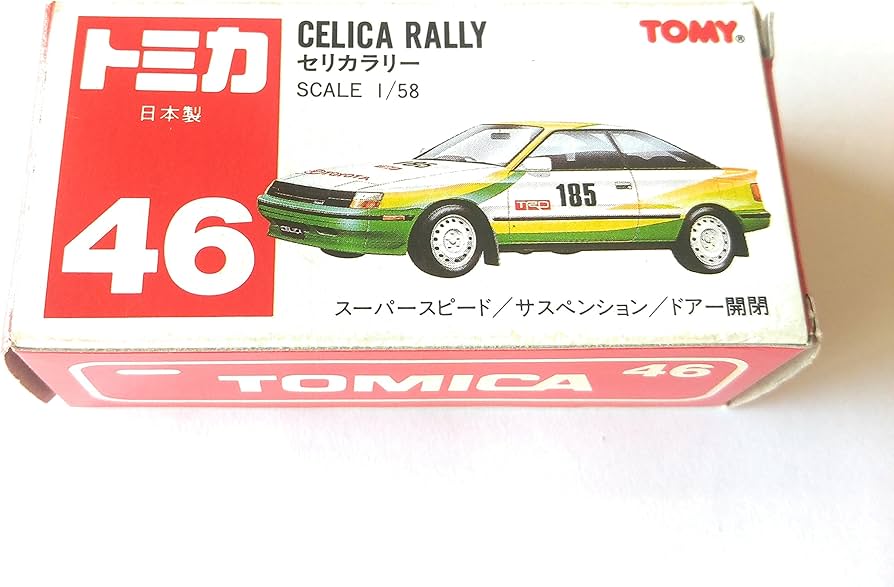 トミカ
日本製
46
CELICA RALLY
セリカラリー
SCALE 1/58
TOMY®
185
TOYOTA
TRD
185
CELICA
スーパースピード／サスペンション／ドアー開閉
TOMICA
46